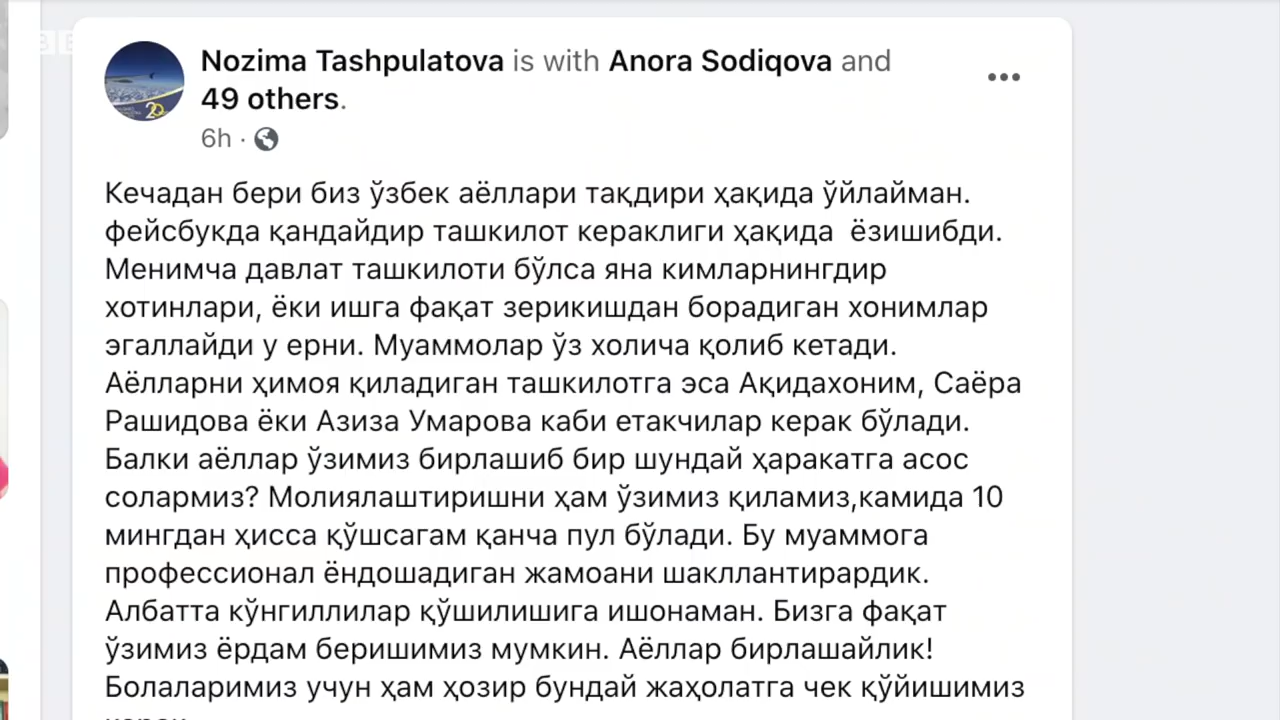 Nozima Tashpulatova is with Anora Sodiqova and
49 others.
6h ·
Кечадан бери биз ўзбек аёллари тақдири ҳақида ўйлайман.
фейсбукда қандайдир ташкилот кераклиги ҳақида ёзишибди.
Менимча давлат ташкилоти бўлса яна кимларнингдир
хотинлари, ёки ишга фақат зерикишдан борадиган хонимлар
эгаллайди у ерни. Муаммолар ўз холича қолиб кетади.
Аёлларни ҳимоя қиладиган ташкилотга эса Ақидахоним, Саёра
Рашидова ёки Азиза Умарова каби етакчилар керак бўлади.
Балки аёллар ўзимиз бирлашиб бир шундай ҳаракатга асос
солармиз? Молиялаштиришни ҳам ўзимиз қиламиз,камида 10
мингдан ҳисса қўшсагам қанча пул бўлади. Бу муаммога
профессионал ёндошадиган жамоани шакллантирардик.
Албатта кўнгиллилар қўшилишига ишонаман. Бизга фақат
ўзимиз ёрдам беришимиз мумкин. Аёллар бирлашайлик!
Болаларимиз учун ҳам ҳозир бундай жаҳолатга чек қўйишимиз